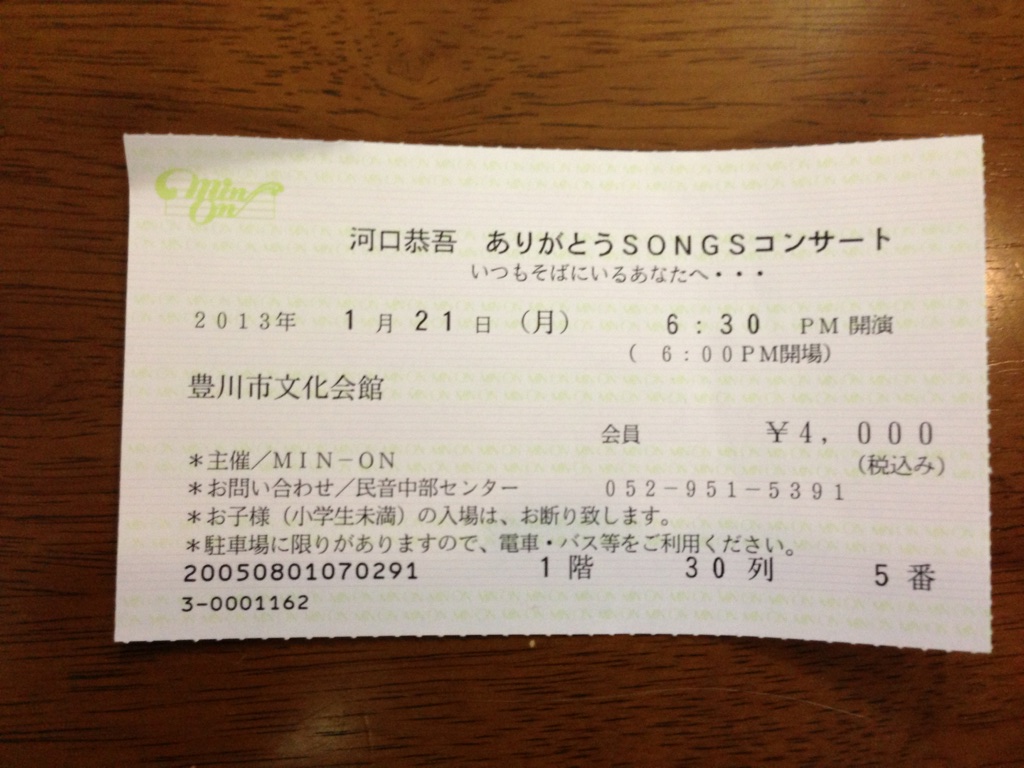 min On
河口恭吾　ありがとうSONGSコンサート
いつもそばにいるあなたへ・・・
2013年　1月21日（月）　6:30 PM開演
（ 6:00PM開場）
豊川市文化会館
会員　￥4,000
（税込み）
＊主催／MIN－ON
＊お問い合わせ／民音中部センター　052－951－5391
＊お子様（小学生未満）の入場は、お断り致します。
＊駐車場に限りがありますので、電車・バス等をご利用ください。
20050801070291　1階　30列　5番
3-0001162